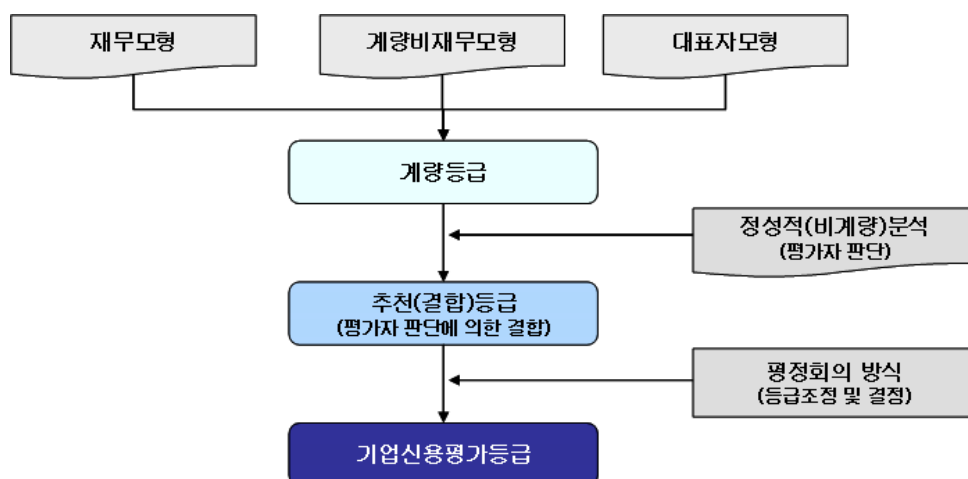 재무모형
계량비재무모형
대표자모형
계량등급
정성적(비계량)분석
(평가자 판단)
추천(결합)등급
(평가자 판단에 의한 결합)
평정회의 방식
(등급조정 및 결정)
기업신용평가등급